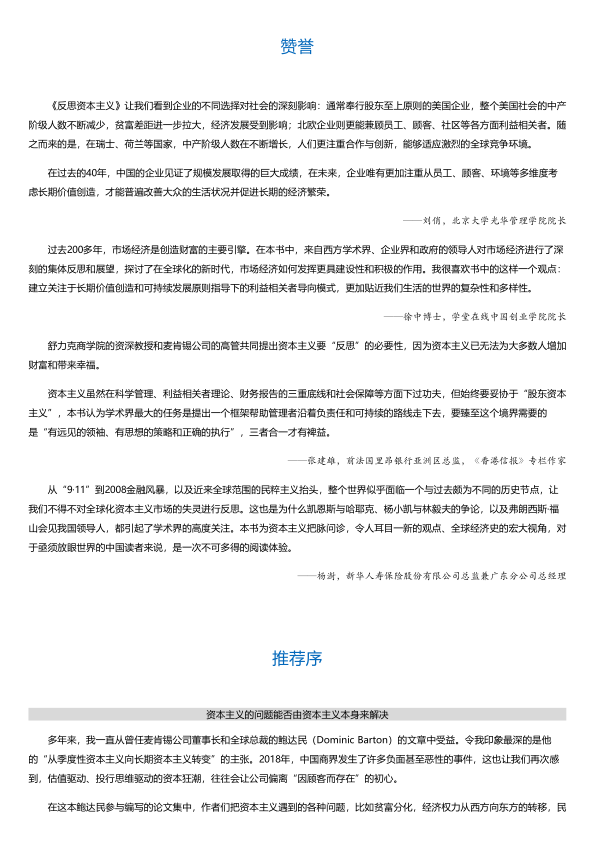 赞誉
《反思资本主义》让我们看到企业的不同选择对社会的深刻影响：通常奉行股东至上原则的美国企业，整个美国社会的中产
阶级人数不断减少，贫富差距进一步拉大，经济发展受到影响；北欧企业则更能兼顾员工、顾客、社区等各方面利益相关者。随
之而来的是，在瑞士、荷兰等国家，中产阶级人数在不断增长，人们更注重合作与创新，能够适应激烈的全球竞争环境。
在过去的40年，中国的企业见证了规模发展取得的巨大成绩，在未来，企业唯有更加注重从员工、顾客、环境等多维度考
虑长期价值创造，才能普遍改善大众的生活状况并促进长期的经济繁荣。
——刘俏，北京大学光华管理学院院长
过去200多年，市场经济是创造财富的主要引擎。在本书中，来自西方学术界、企业界和政府的领导人对市场经济进行了深
刻的集体反思和展望，探讨了在全球化的新时代，市场经济如何发挥更具建设性和积极的作用。我很喜欢书中的这样一个观点：
建立关注于长期价值创造和可持续发展原则指导下的利益相关者导向模式，更加贴近我们生活的世界的复杂性和多样性。
——徐中博士，学堂在线中国创业学院院长
舒力克商学院的资深教授和麦肯锡公司的高管共同提出资本主义要“反思”的必要性，因为资本主义已无法为大多数人增加
财富和带来幸福。
资本主义虽然在科学管理、利益相关者理论、财务报告的三重底线和社会保障等方面下过功夫，但始终要妥协于“股东资本
主义”，本书认为学术界最大的任务是提出一个框架帮助管理者沿着负责任和可持续的路线走下去，要臻至这个境界需要的
是“有远见的领袖、有思想的策略和正确的执行”，三者合一才有裨益。
——张建雄，前法国里昂银行亚洲区总监，《香港信报》专栏作家
从“9·11”到2008金融风暴，以及近来全球范围的民粹主义抬头，整个世界似乎面临一个与过去颇为不同的历史节点，让
我们不得不对全球化资本主义市场的失灵进行反思。这也是为什么凯恩斯与哈耶克、杨小凯与林毅夫的争论，以及弗朗西斯·福
山会见我国领导人，都引起了学术界的高度关注。本书为资本主义把脉问诊，令人耳目一新的观点、全球经济史的宏大视角，对
于亟须放眼世界的中国读者来说，是一次不可多得的阅读体验。
——杨澍，新华人寿保险股份有限公司总监兼广东分公司总经理
推荐序
资本主义的问题能否由资本主义本身来解决
多年来，我一直从曾任麦肯锡公司董事长和全球总裁的鲍达民（Dominic Barton）的文章中受益。令我印象最深的是他
的“从季度性资本主义向长期资本主义转变”的主张。2018年，中国商界发生了许多负面甚至恶性的事件，这也让我们再次感
到，估值驱动、投行思维驱动的资本狂潮，往往会让公司偏离“因顾客而存在”的初心。
在这本鲍达民参与编写的论文集中，作者们把资本主义遇到的各种问题，比如贫富分化，经济权力从西方向东方的转移，民